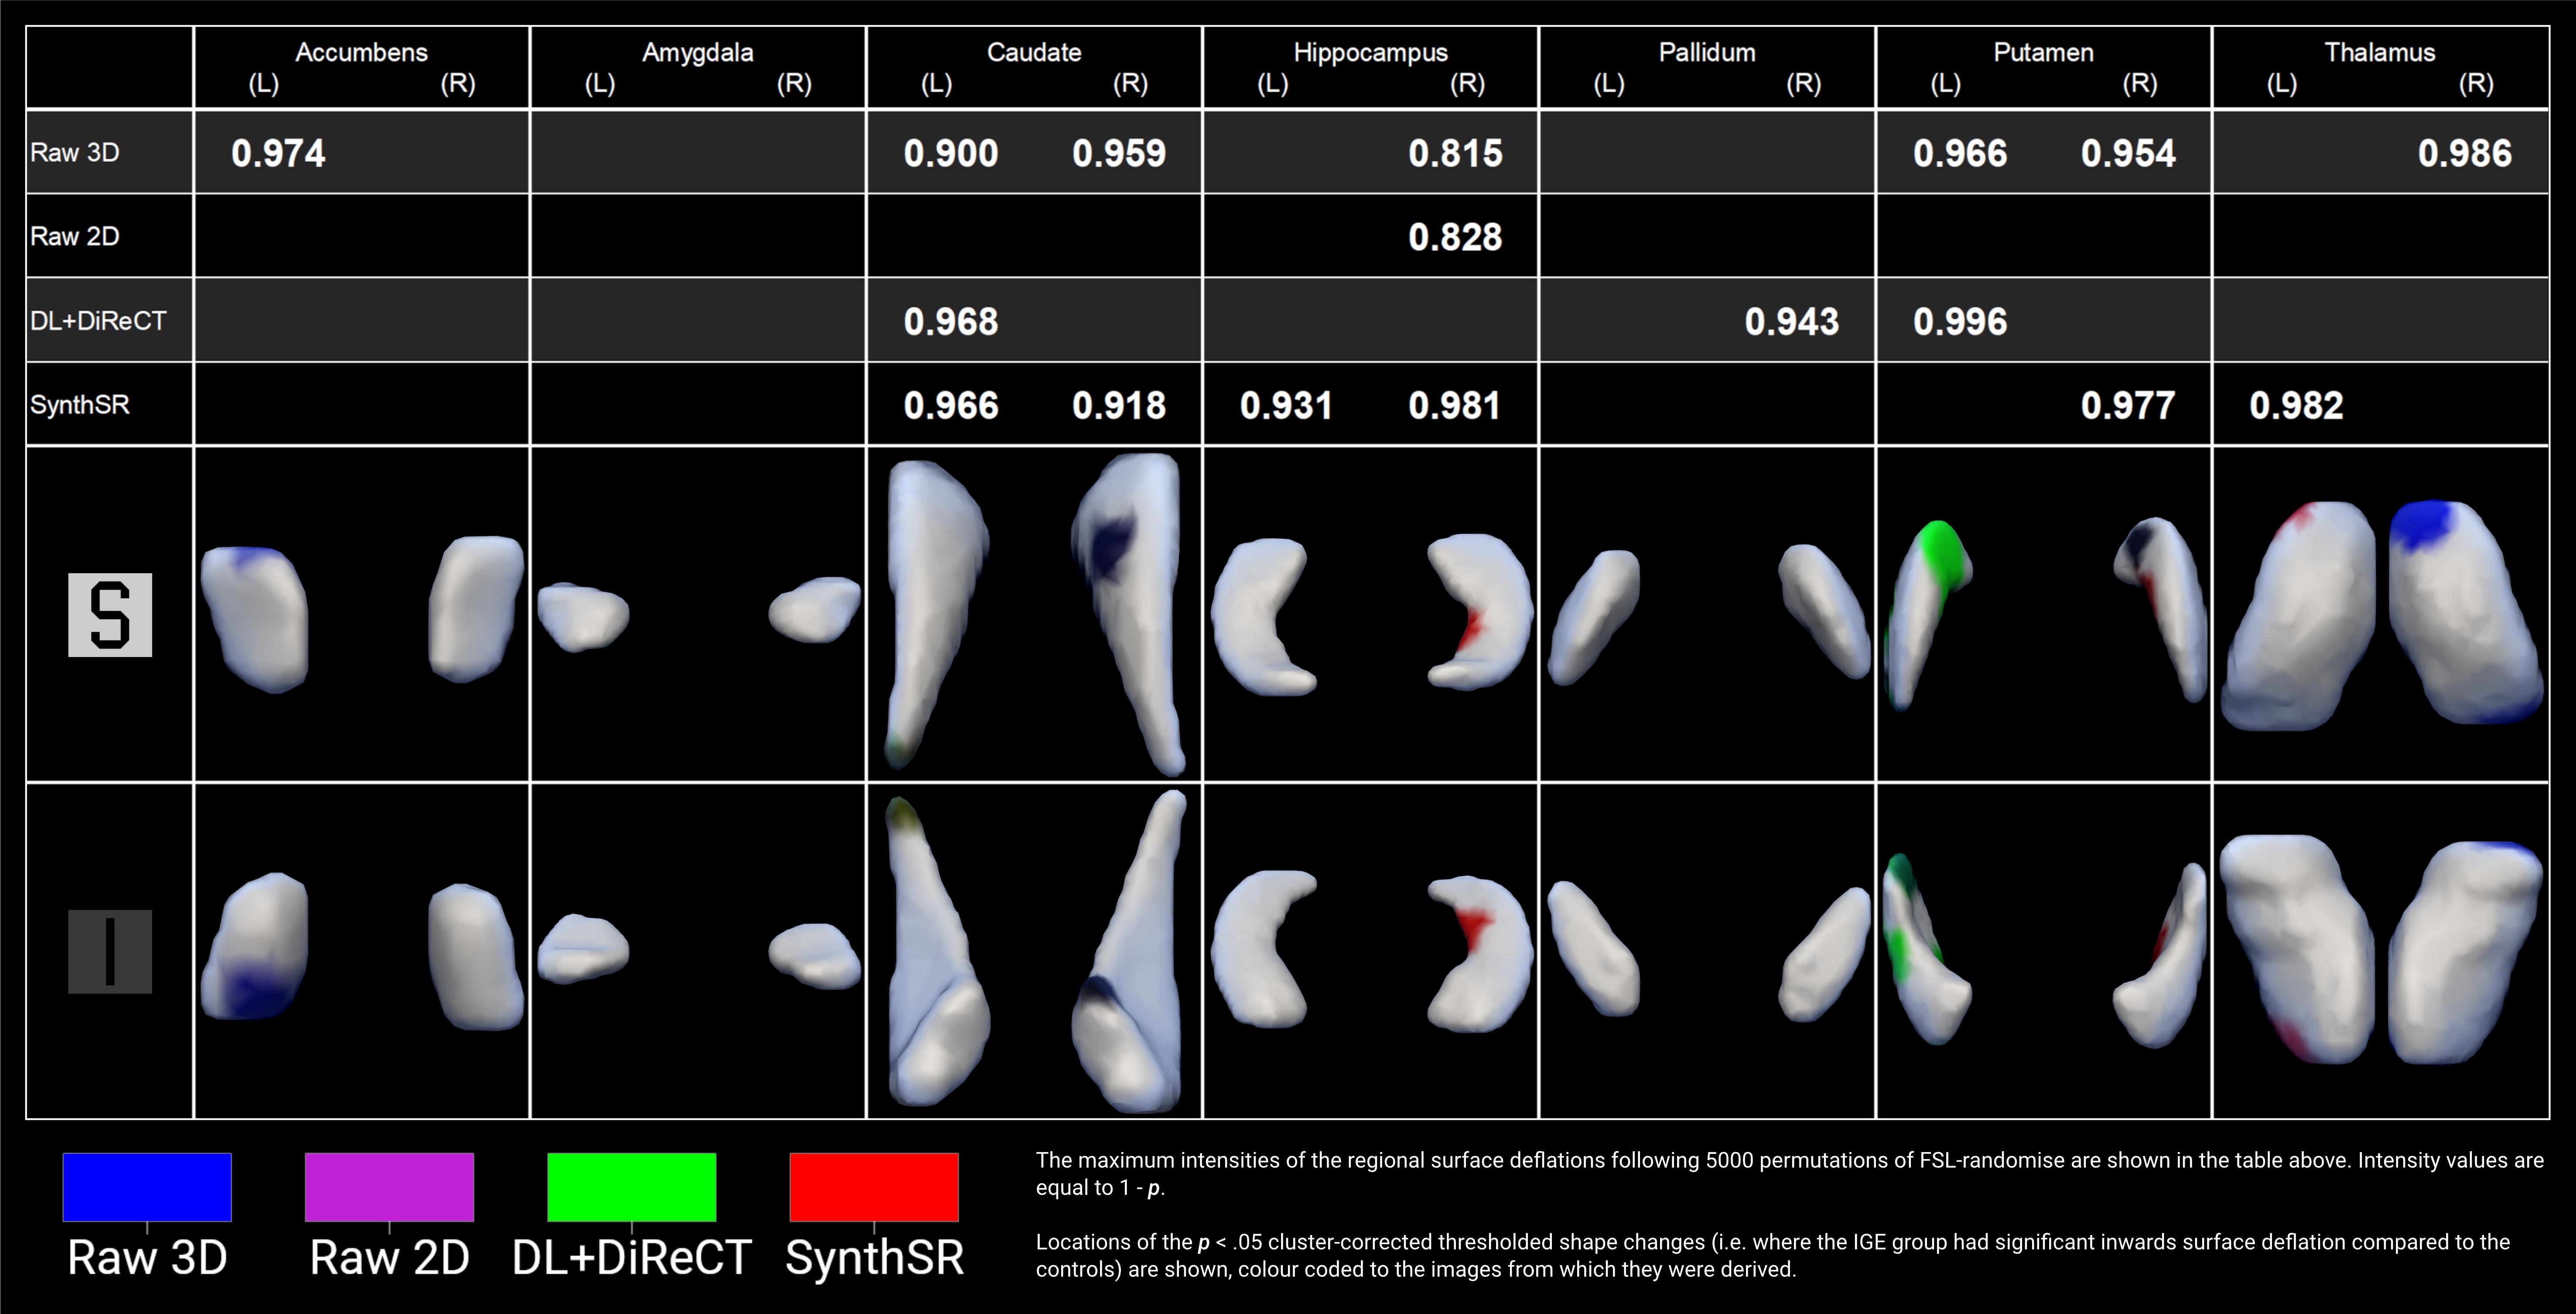 Accumbens Amygdala Caudate Hippocampus Pallidum Putamen Thalamus
(L) (R) (L) (R) (L) (R) (L) (R) (L) (R) (L) (R) (L) (R)
Raw 3D 0.974 0.900 0.959 0.815 0.966 0.954 0.986
Raw 2D 0.828
DL+DiReCT 0.968 0.943 0.996
SynthSR 0.966 0.918 0.931 0.981 0.977 0.982
S
I
Raw 3D Raw 2D DL+DiReCT SynthSR
The maximum intensities of the regional surface deflations following 5000 permutations of FSL-randomise are shown in the table above. Intensity values are
equal to 1 - p.
Locations of the p < .05 cluster-corrected thresholded shape changes (i.e. where the IGE group had significant inwards surface deflation compared to the
controls) are shown, colour coded to the images from which they were derived.